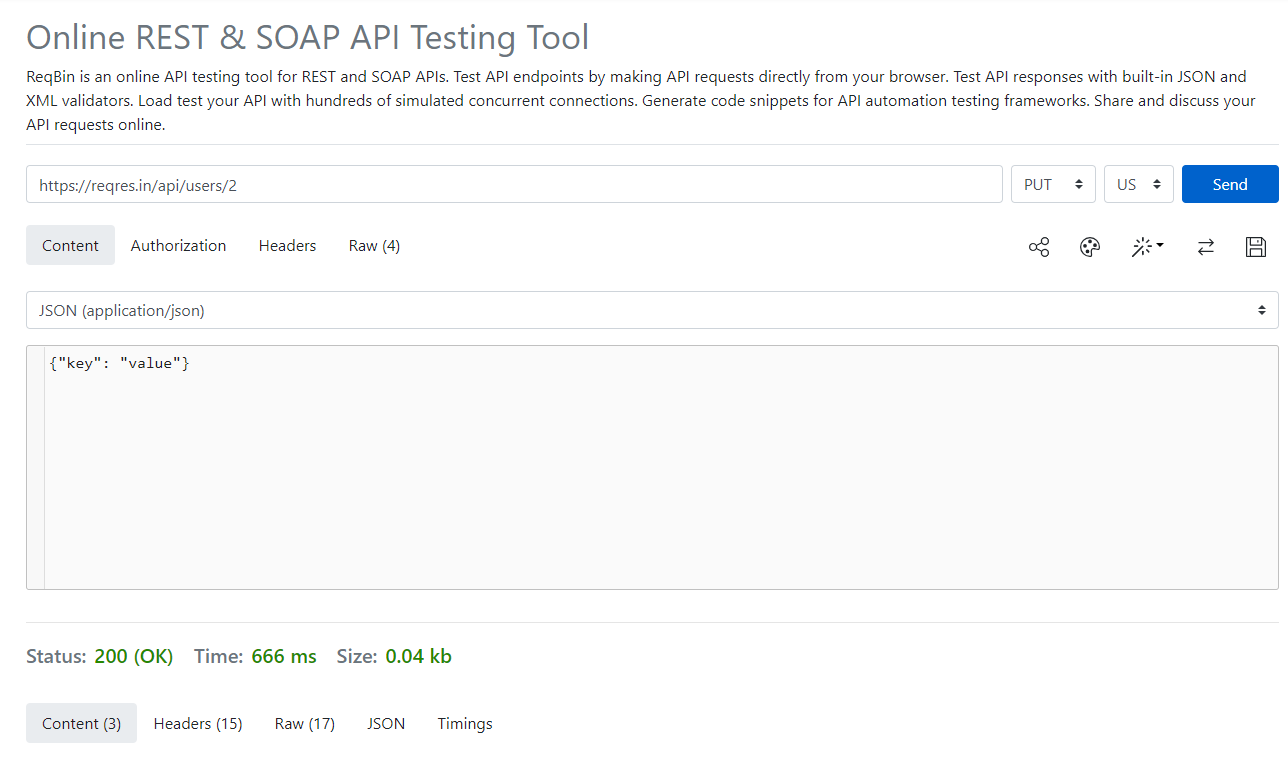 Online REST & SOAP API Testing Tool
ReqBin is an online API testing tool for REST and SOAP APIs. Test API endpoints by making API requests directly from your browser. Test API responses with built-in JSON and
XML validators. Load test your API with hundreds of simulated concurrent connections. Generate code snippets for API automation testing frameworks. Share and discuss your
API requests online.
https://reqres.in/api/users/2 PUT US Send
Content Authorization Headers Raw (4)
JSON (application/json)
{"key": "value"}
Status: 200 (OK) Time: 666 ms Size: 0.04 kb
Content (3) Headers (15) Raw (17) JSON Timings